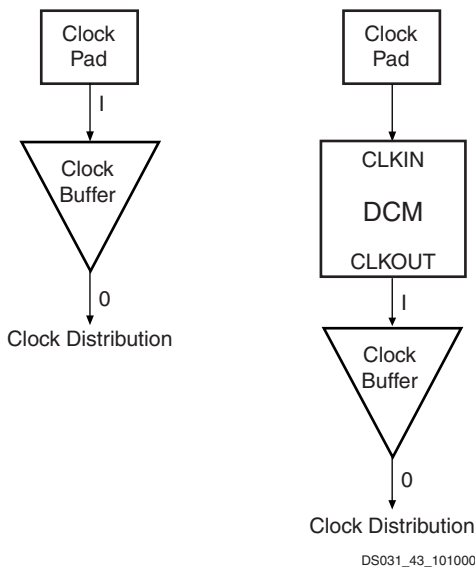 Clock
Pad
I
Clock
Buffer
0
Clock Distribution
Clock
Pad
CLKIN
DCM
CLKOUT
I
Clock
Buffer
0
Clock Distribution
DS031_43_101000